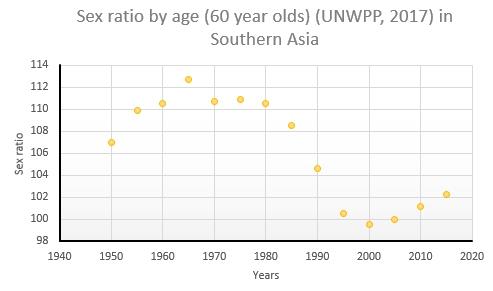 Sex ratio by age (60 year olds) (UNWPP, 2017) in
Southern Asia
114
112
110
108
106
104
102
100
98
Sex ratio
1940 1950 1960 1970 1980 1990 2000 2010 2020
Years